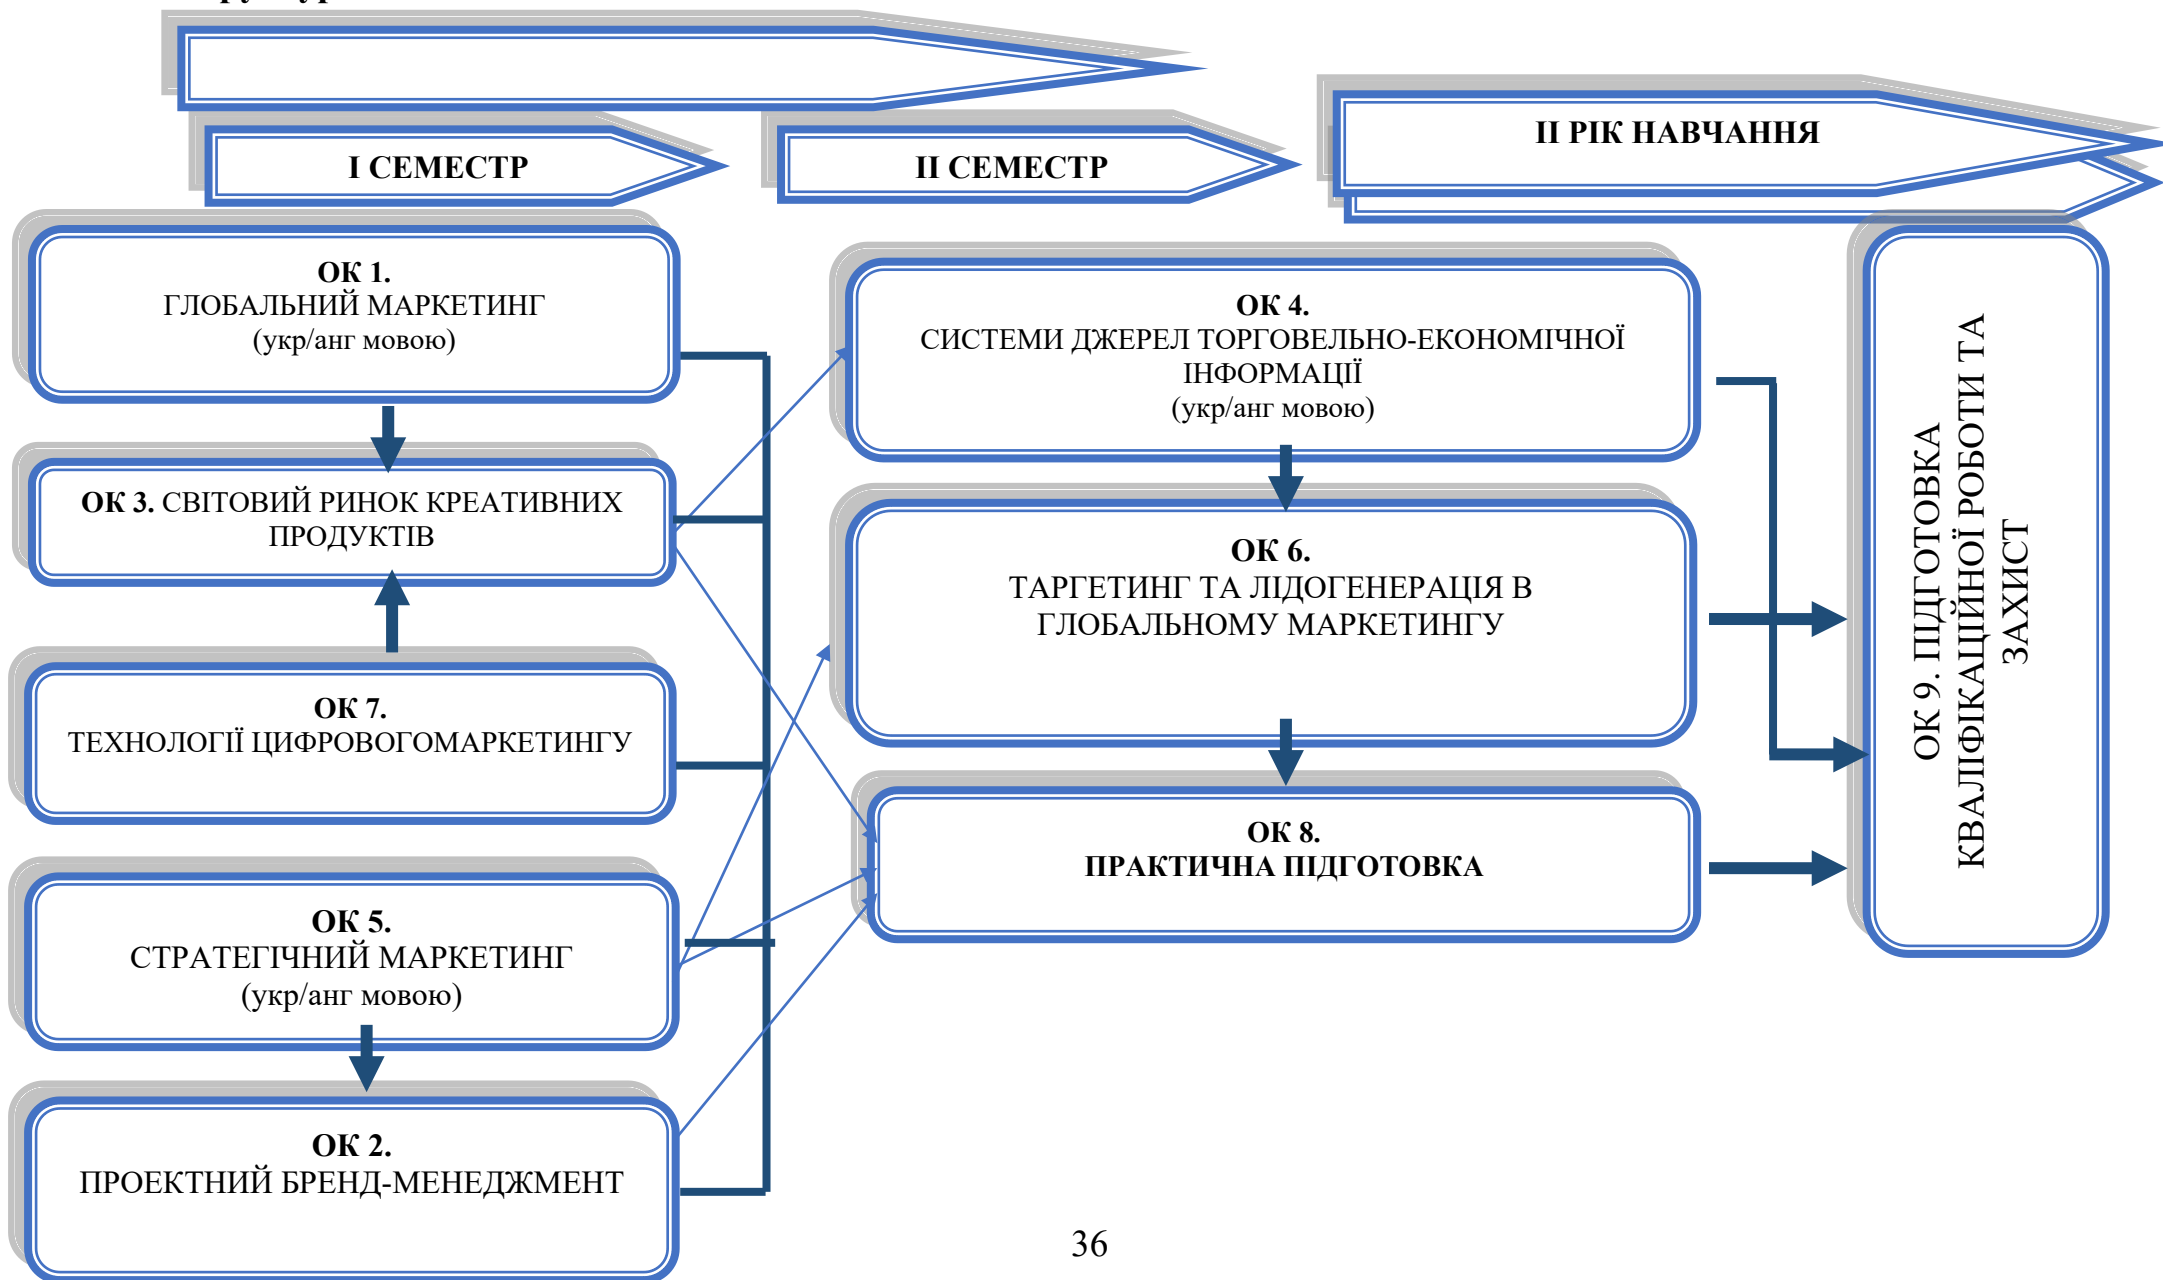 І СЕМЕСТР
ІІ СЕМЕСТР
ІІ РІК НАВЧАННЯ
ОК 1.
ГЛОБАЛЬНИЙ МАРКЕТИНГ
(укр/анг мовою)
ОК 3. СВІТОВИЙ РИНОК КРЕАТИВНИХ
ПРОДУКТІВ
ОК 7.
ТЕХНОЛОГІЇ ЦИФРОВОГОМАРКЕТИНГУ
ОК 5.
СТРАТЕГІЧНИЙ МАРКЕТИНГ
(укр/анг мовою)
ОК 2.
ПРОЕКТНИЙ БРЕНД-МЕНЕДЖМЕНТ
ОК 4.
СИСТЕМИ ДЖЕРЕЛ ТОРГОВЕЛЬНО-ЕКОНОМІЧНОЇ
ІНФОРМАЦІЇ
(укр/анг мовою)
ОК 6.
ТАРГЕТИНГ ТА ЛІДОГЕНЕРАЦІЯ В
ГЛОБАЛЬНОМУ МАРКЕТИНГУ
ОК 8.
ПРАКТИЧНА ПІДГОТОВКА
ОК 9. ПІДГОТОВКА
КВАЛІФІКАЦІЙНОЇ РОБОТИ ТА
ЗАХИСТ
36